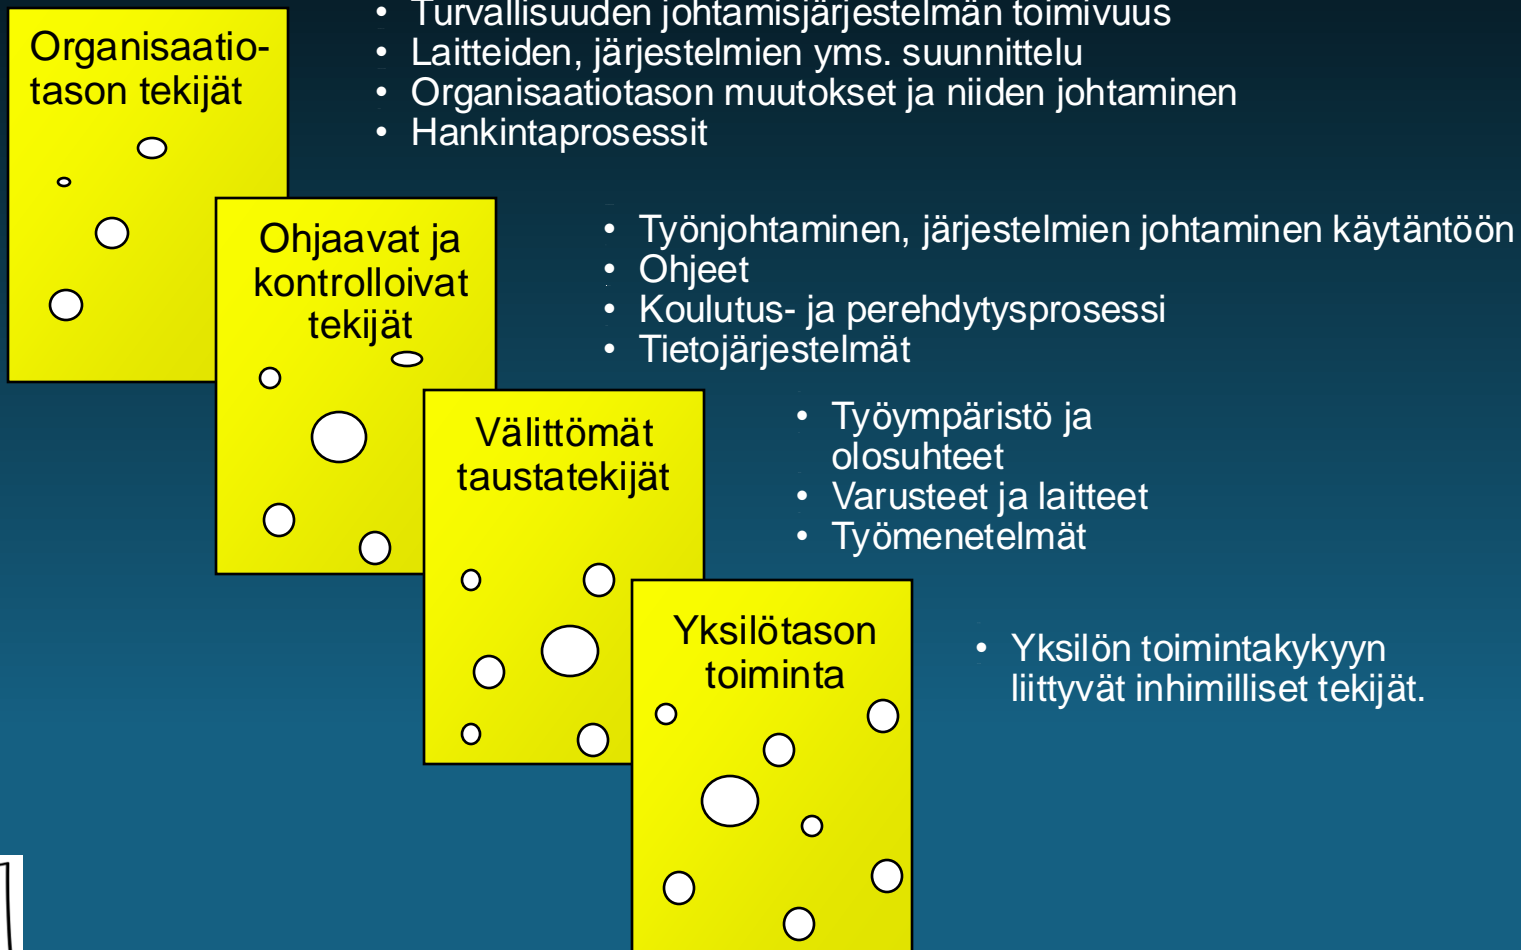 Organisaatio-
tason tekijät
• Turvallisuuden johtamisjärjestelmän toimivuus
• Laitteiden, järjestelmien yms. suunnittelu
• Organisaatiotason muutokset ja niiden johtaminen
• Hankintaprosessit
Ohjaavat ja
kontrolloivat
tekijät
• Työnjohtaminen, järjestelmien johtaminen käytäntöön
• Ohjeet
• Koulutus- ja perehdytysprosessi
• Tietojärjestelmät
Välittömät
taustatekijät
• Työympäristö ja
olosuhteet
• Varusteet ja laitteet
• Työmenetelmät
Yksilötason
toiminta
• Yksilön toimintakykyyn
liittyvät inhimilliset tekijät.